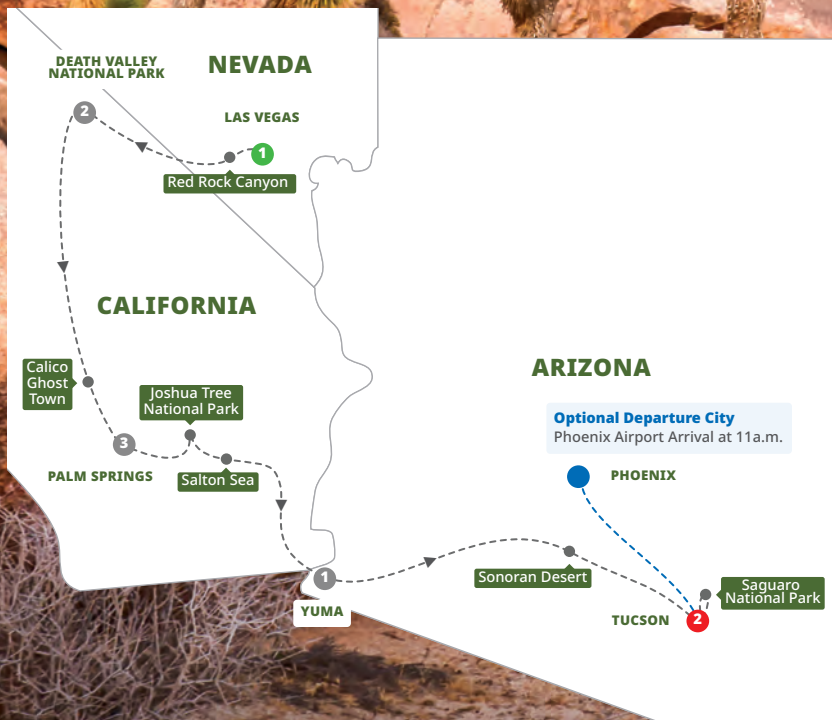 DEATH VALLEY
NATIONAL PARK
NEVADA
2
LAS VEGAS
1
Red Rock Canyon
CALIFORNIA
Calico
Ghost
Town
Joshua Tree
National Park
3
PALM SPRINGS
Salton Sea
ARIZONA
Optional Departure City
Phoenix Airport Arrival at 11a.m.
PHOENIX
1
YUMA
Sonoran Desert
Saguaro
National Park
TUCSON
2